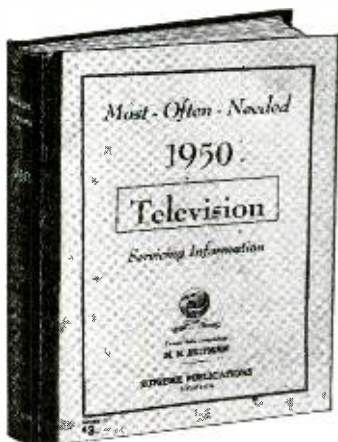 Most - Often - Needed
1950
Television
Servicing Information
M. N. BEITMAN
SUPREME PUBLICATIONS